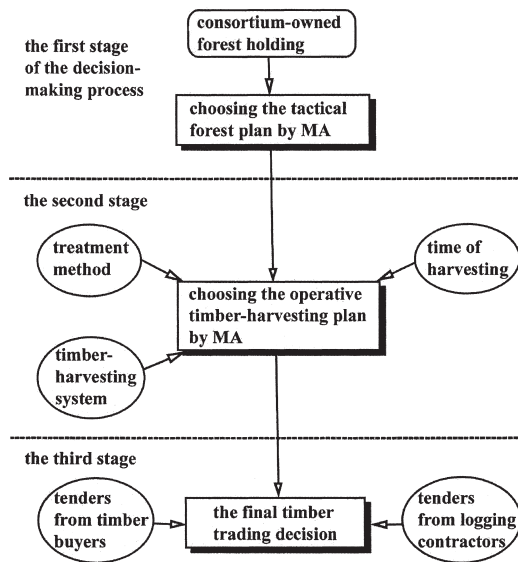 consortium-owned
forest holding
the first stage
of the decision-
making process
choosing the tactical
forest plan by MA
the second stage
treatment
method
time of
harvesting
choosing the operative
timber-harvesting plan
by MA
timber-
harvesting
system
the third stage
tenders
from timber
buyers
the final timber
trading decision
tenders
from logging
contractors